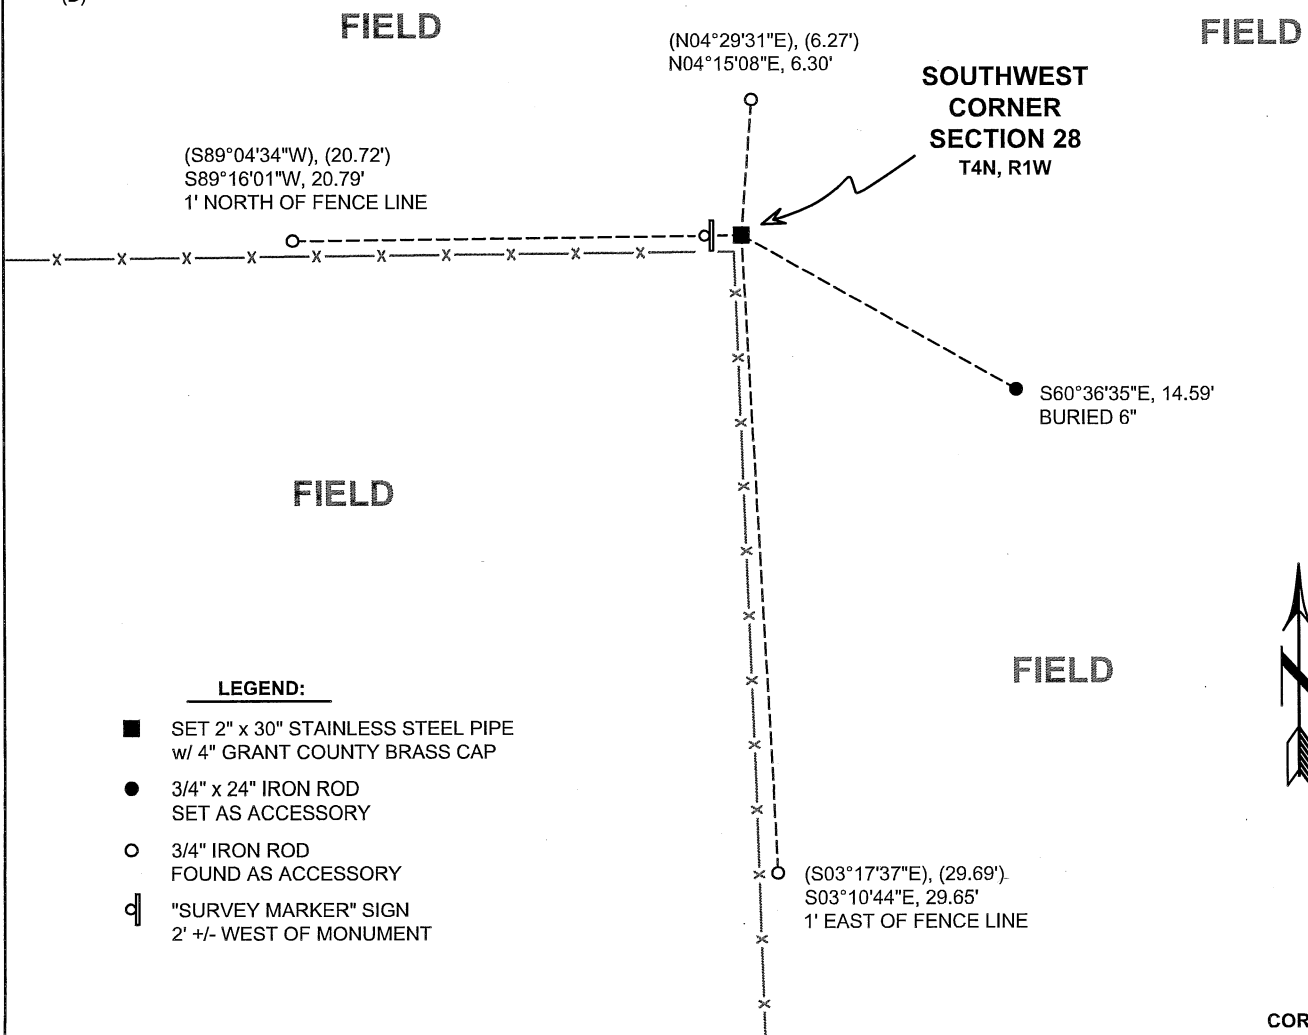 FIELD
FIELD
(N04°29'31"E), (6.27')
N04°15'08"E, 6.30'
SOUTHWEST
CORNER
SECTION 28
T4N, R1W
(S89°04'34"W), (20.72')
S89°16'01"W, 20.79'
1' NORTH OF FENCE LINE
S60°36'35"E, 14.59'
BURIED 6"
FIELD
FIELD
LEGEND:
SET 2" x 30" STAINLESS STEEL PIPE
w/ 4" GRANT COUNTY BRASS CAP
3/4" x 24" IRON ROD
SET AS ACCESSORY
3/4" IRON ROD
FOUND AS ACCESSORY
"SURVEY MARKER" SIGN
2' +/- WEST OF MONUMENT
(S03°17'37"E), (29.69')
S03°10'44"E, 29.65'
1' EAST OF FENCE LINE
N
COR